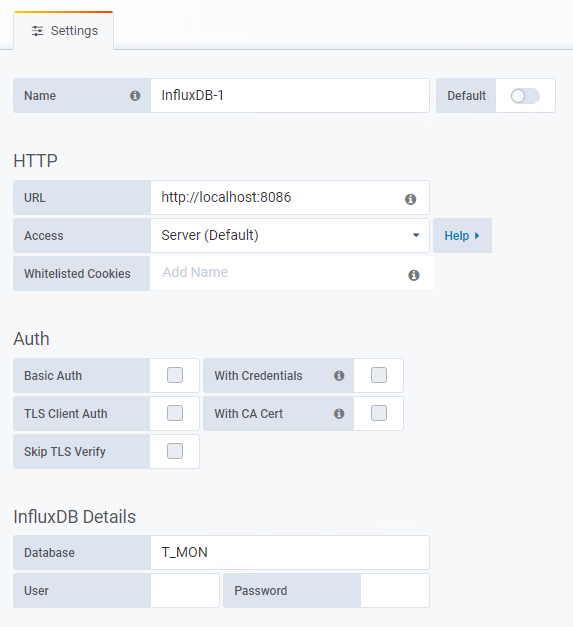 Settings
Name InfluxDB-1 Default
HTTP
URL http://localhost:8086
Access Server (Default) Help
Whitelisted Cookies Add Name
Auth
Basic Auth With Credentials
TLS Client Auth With CA Cert
Skip TLS Verify
InfluxDB Details
Database T_MON
User Password